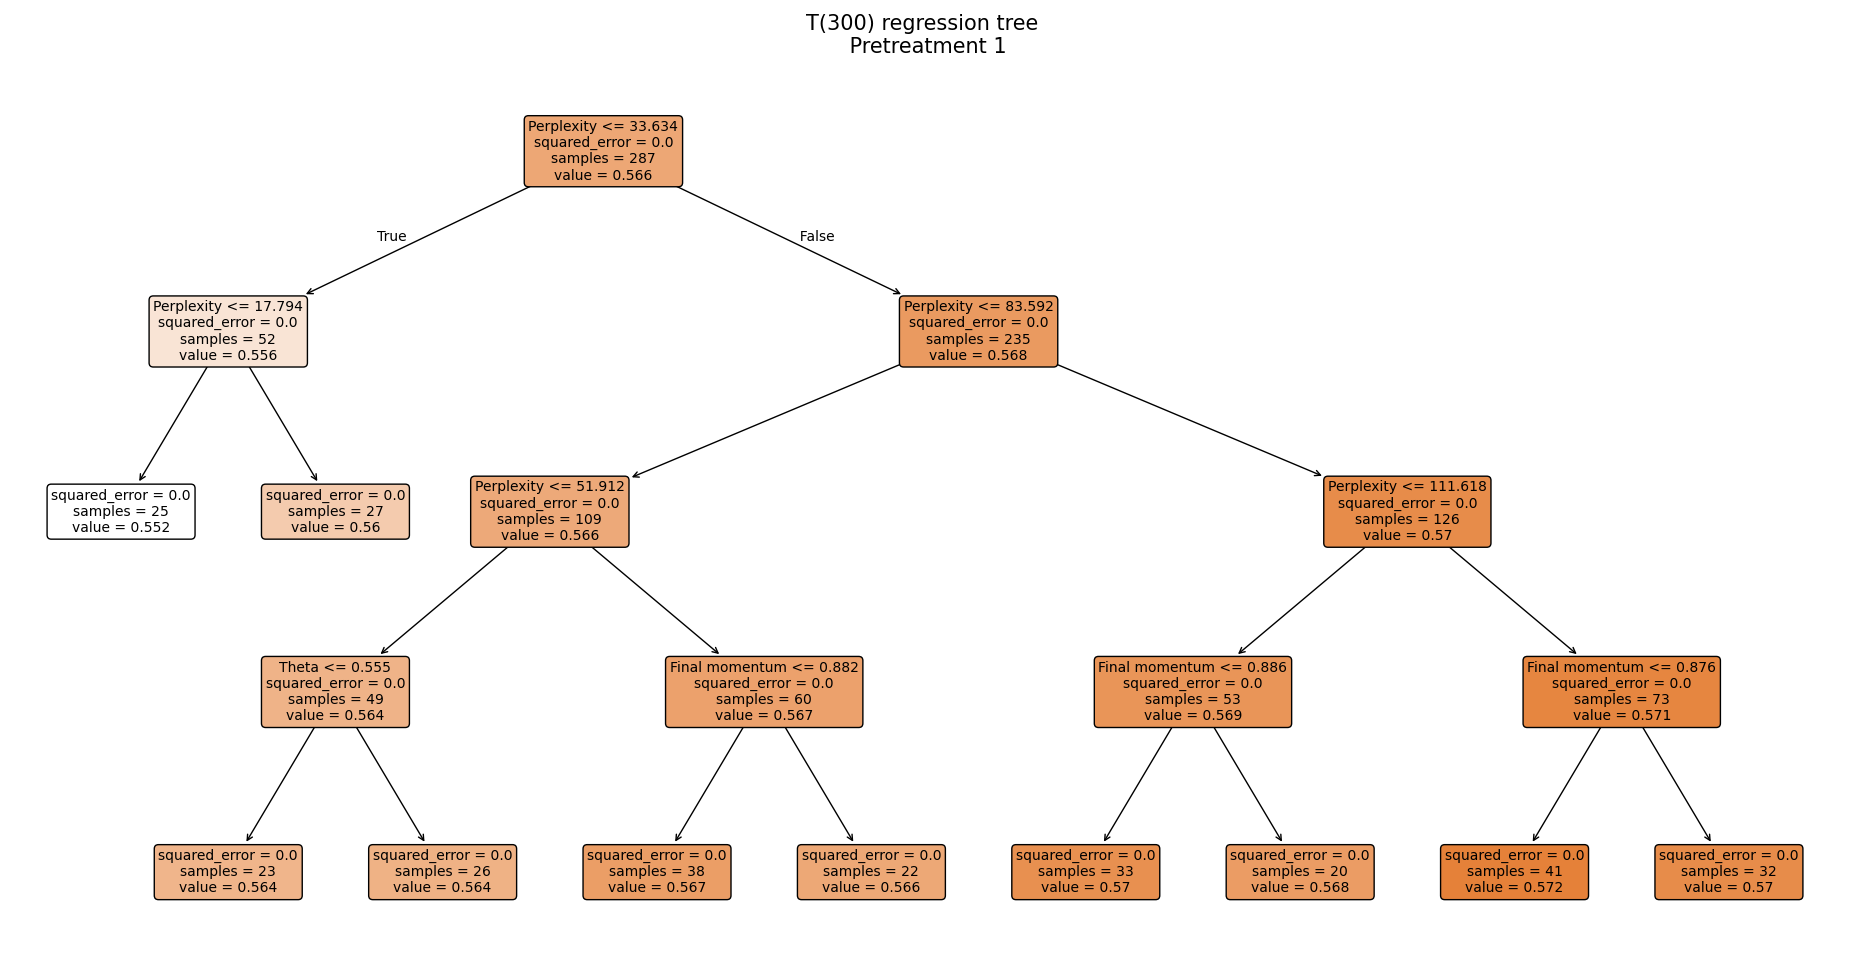 T(300) regression tree
Pretreatment 1
Perplexity <= 33.634
squared_error = 0.0
samples = 287
value = 0.566
True
False
Perplexity <= 17.794
squared_error = 0.0
samples = 52
value = 0.556
Perplexity <= 83.592
squared_error = 0.0
samples = 235
value = 0.568
squared_error = 0.0
samples = 25
value = 0.552
squared_error = 0.0
samples = 27
value = 0.56
Perplexity <= 51.912
squared_error = 0.0
samples = 109
value = 0.566
Perplexity <= 111.618
squared_error = 0.0
samples = 126
value = 0.57
Theta <= 0.555
squared_error = 0.0
samples = 49
value = 0.564
Final momentum <= 0.882
squared_error = 0.0
samples = 60
value = 0.567
Final momentum <= 0.886
squared_error = 0.0
samples = 53
value = 0.569
Final momentum <= 0.876
squared_error = 0.0
samples = 73
value = 0.571
squared_error = 0.0
samples = 23
value = 0.564
squared_error = 0.0
samples = 26
value = 0.564
squared_error = 0.0
samples = 38
value = 0.567
squared_error = 0.0
samples = 22
value = 0.566
squared_error = 0.0
samples = 33
value = 0.57
squared_error = 0.0
samples = 20
value = 0.568
squared_error = 0.0
samples = 41
value = 0.572
squared_error = 0.0
samples = 32
value = 0.57